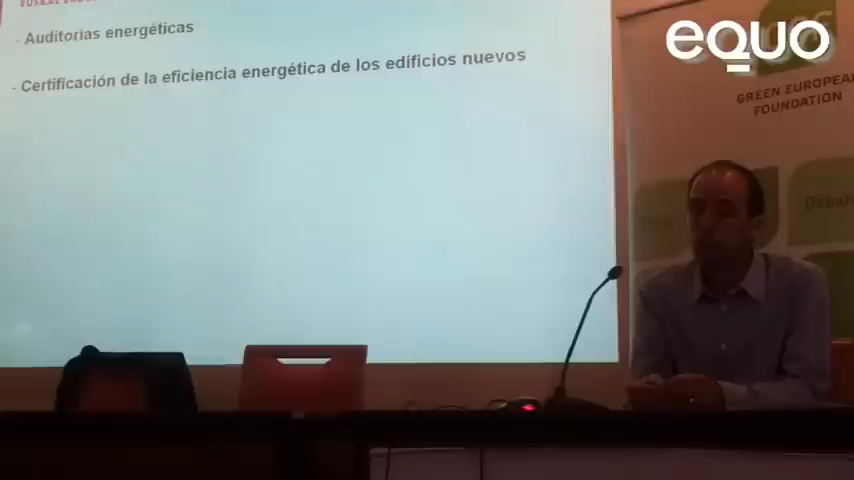 - Auditorias energéticas
- Certificación de la eficiencia energética de los edificios nuevos
equo
GREEN EUROPEAN
FOUNDATION